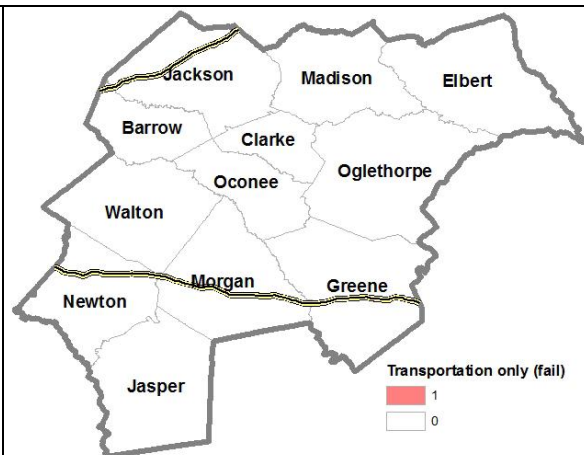 Jackson
Madison
Elbert
Barrow
Clarke
Oglethorpe
Oconee
Walton
Morgan
Greene
Newton
Jasper
Transportation only (fail)
1
0